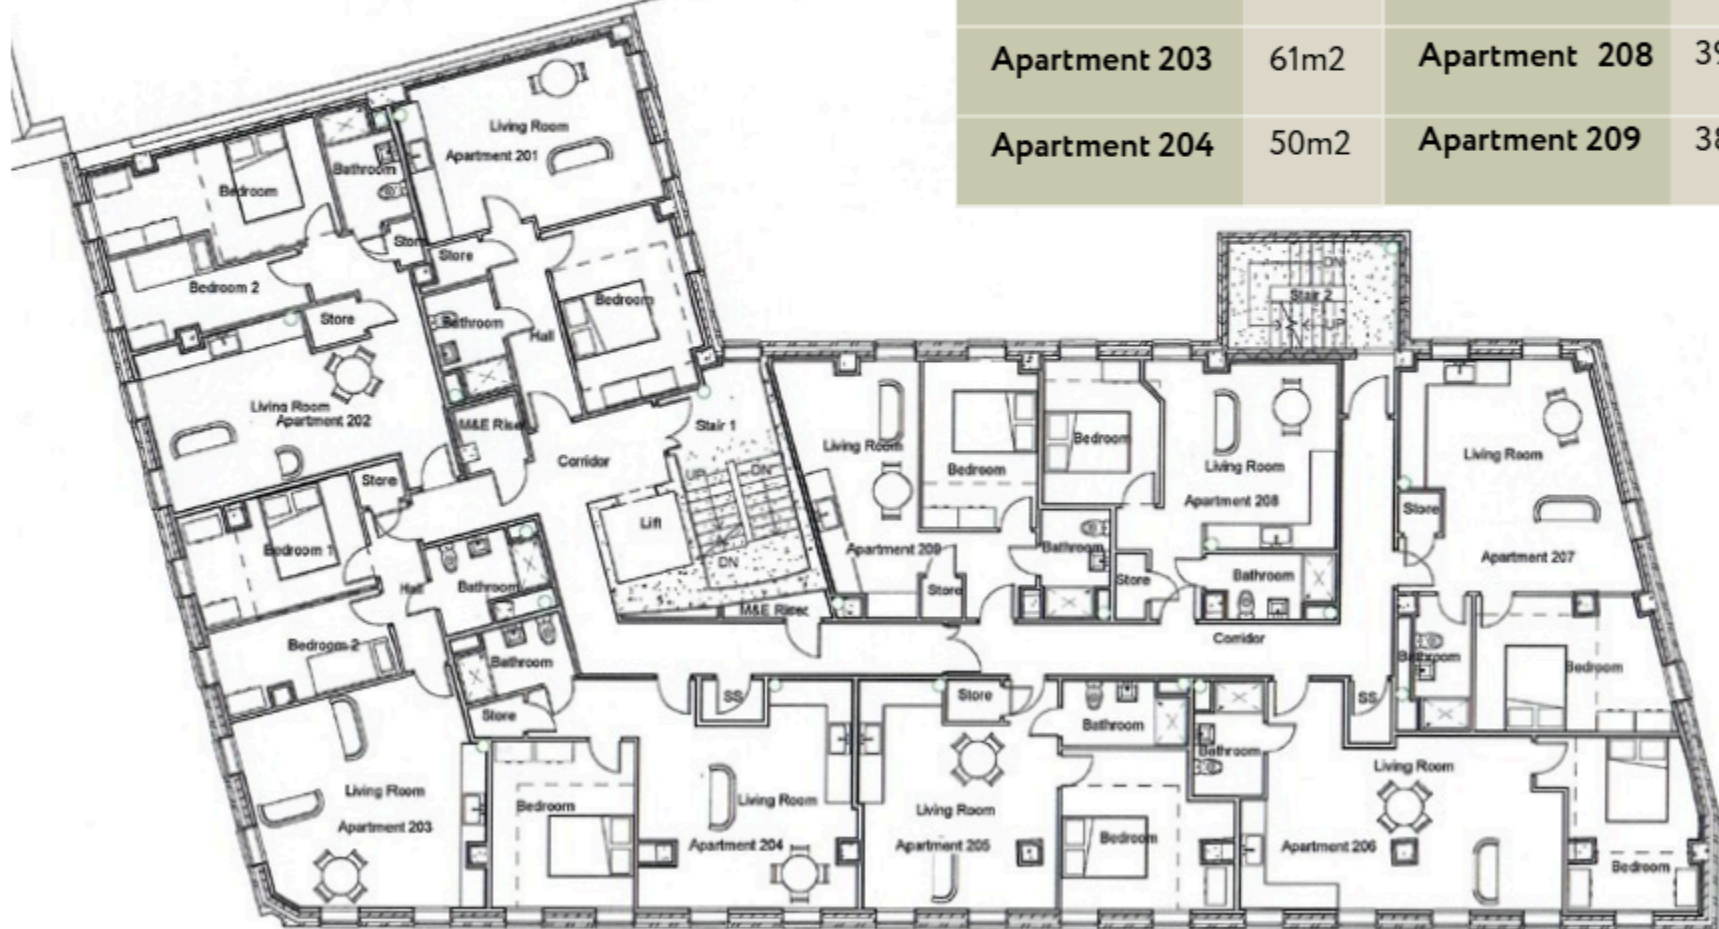 Apartment 203 61m2 Apartment 208 39
Apartment 204 50m2 Apartment 209 38
Living Room
Apartment 201
Bathroom
Bedroom
Store
Store
Bedroom 2
Bedroom
Store
Bathroom
Hall
Living Room
Apartment 202
M&E Riser
Stair 1
Corridor
UP
DN
Lift
DN
M&E Riser
Store
Bedroom 1
Hall
Bathroom
Bedroom 2
Bathroom
Store
Living Room
Apartment 203
DN
Stair 2
UP
Living Room
Bedroom
Apartment 209
Store
Bathroom
Bedroom
Living Room
Apartment 208
Store
Bathroom
Living Room
Store
Apartment 207
Corridor
Bathroom
Bedroom
SS
Bedroom
Living Room
Apartment 204
Store
Bathroom
Living Room
Apartment 205
Bedroom
Bathroom
SS
Living Room
Apartment 206
Bedroom